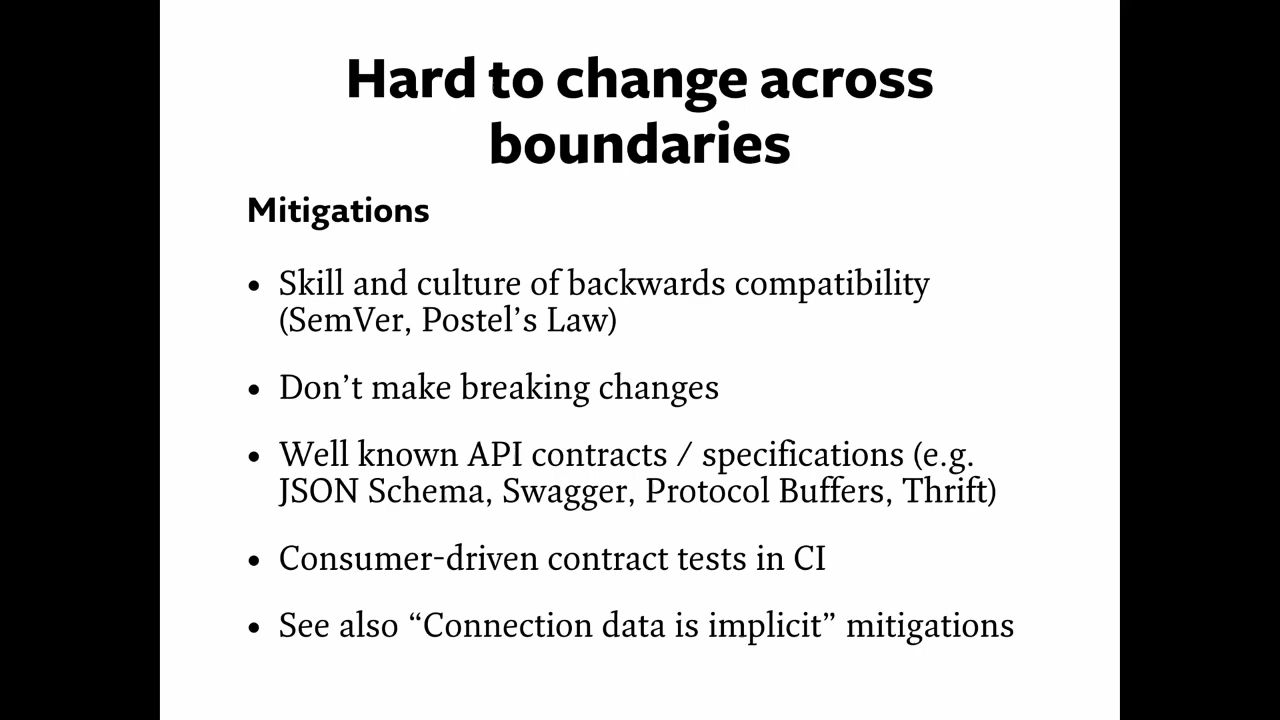 Hard to change across
boundaries
Mitigations
• Skill and culture of backwards compatibility
(SemVer, Postel’s Law)
• Don’t make breaking changes
• Well known API contracts / specifications (e.g.
JSON Schema, Swagger, Protocol Buffers, Thrift)
• Consumer-driven contract tests in CI
• See also “Connection data is implicit” mitigations